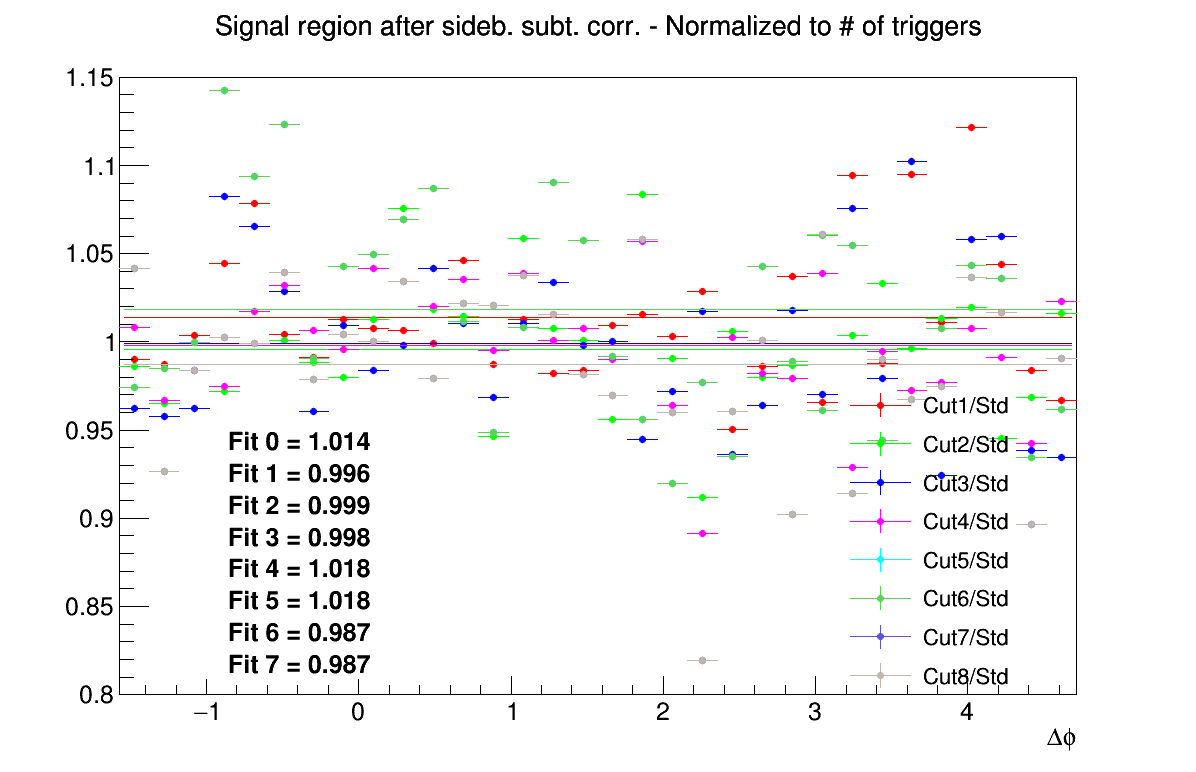 Signal region after sideb. subt. corr. - Normalized to # of triggers
1.15
1.1
1.05
1
0.95
0.9
0.85
0.8
Fit 0 = 1.014
Fit 1 = 0.996
Fit 2 = 0.999
Fit 3 = 0.998
Fit 4 = 1.018
Fit 5 = 1.018
Fit 6 = 0.987
Fit 7 = 0.987
Cut1/Std
Cut2/Std
Cut3/Std
Cut4/Std
Cut5/Std
Cut6/Std
Cut7/Std
Cut8/Std
−1 0 1 2 3 4
Δϕ